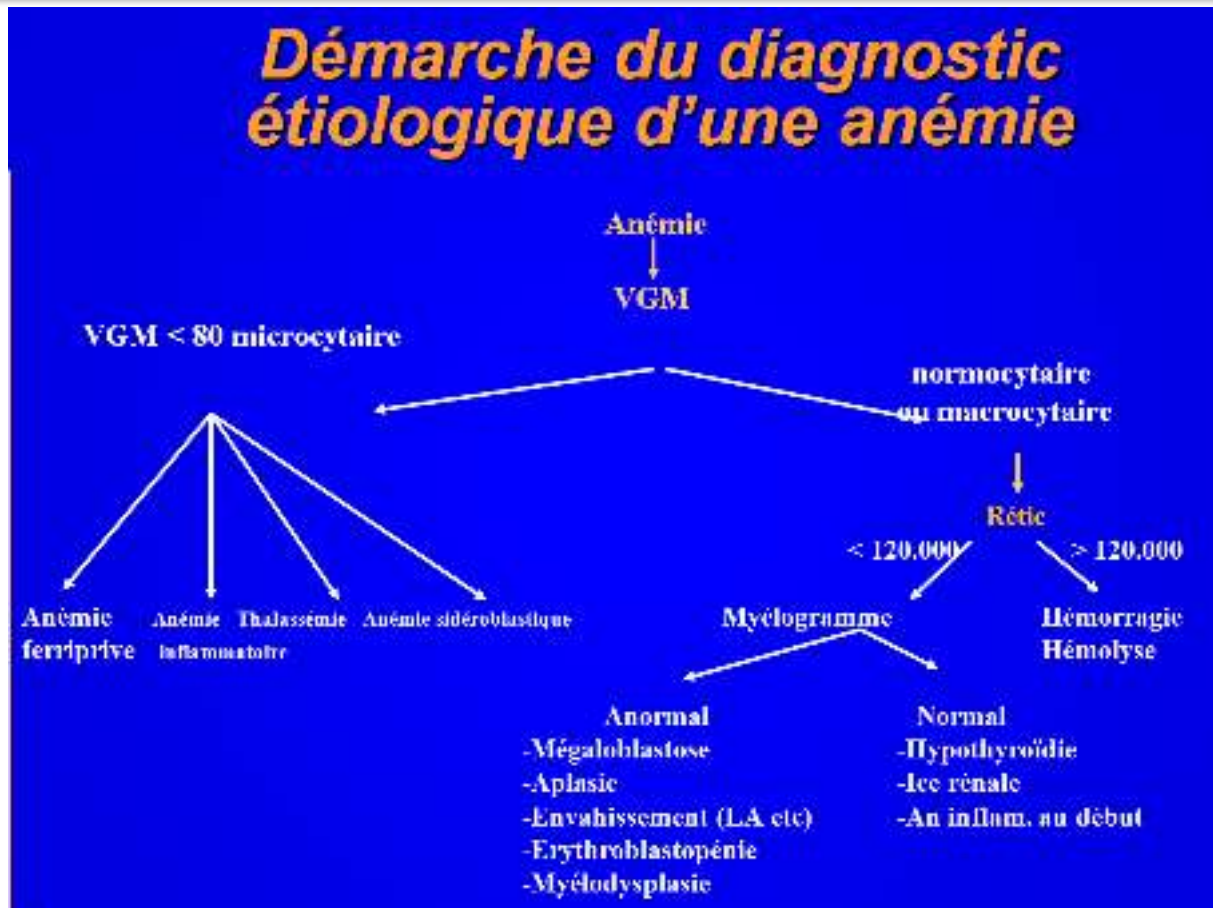 Démarche du diagnostic
étiologique d'une anémie
Anémie
VGM
VGM < 80 microcytaire
normocytaire
ou macrocytaire
Rétic
< 120.000
> 120.000
Anémie
ferriprive
Anémie
inflammatoire
Thalassémie
Anémie sidéroblastique
Myélogramme
Hémorragie
Hémolyse
Anormal
-Mégaloblastose
-Aplasie
-Envahissement (LA etc)
-Erythroblastopénie
-Myélodysplasie
Normal
-Hypothyroïdie
-Ice rénale
-An inflam. au début